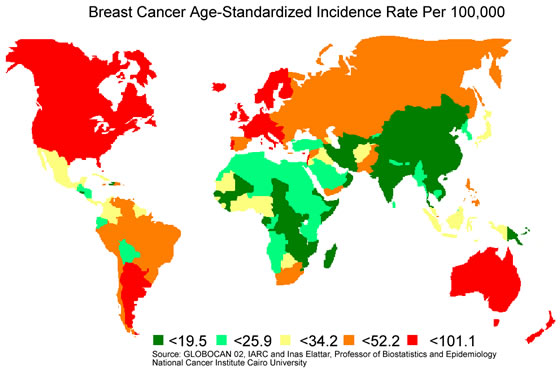 Breast Cancer Age-Standardized Incidence Rate Per 100,000
<19.5 <25.9 <34.2 <52.2 <101.1
Source: GLOBOCAN 02, IARC and Inas Elattar, Professor of Biostatistics and Epidemiology
National Cancer Institute Cairo University